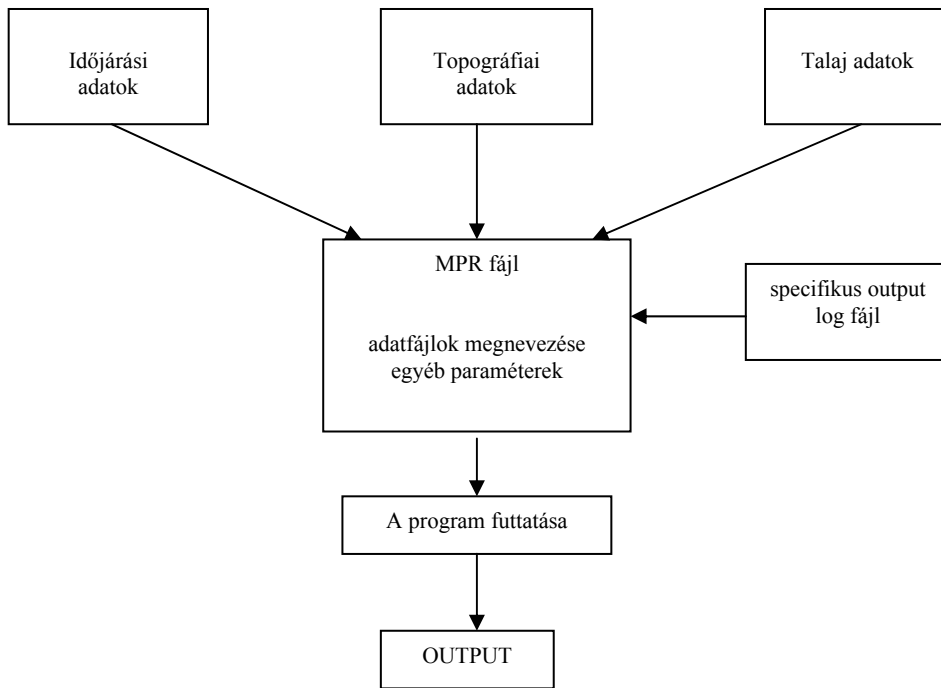 Időjárási
adatok
Topográfiai
adatok
Talaj adatok
MPR fájl
adatfájlok megnevezése
egyéb paraméterek
specifikus output
log fájl
A program futtatása
OUTPUT